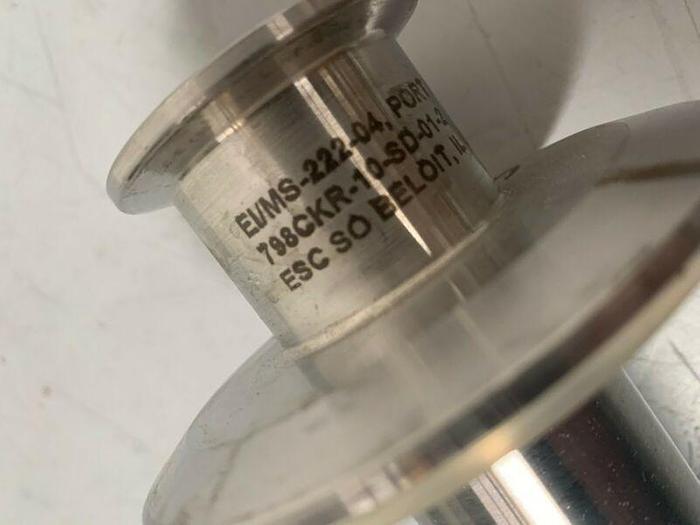 EI/MS-222-04, PORT
798CKR-10-SD-01-2
ESC SO BELOIT, IL